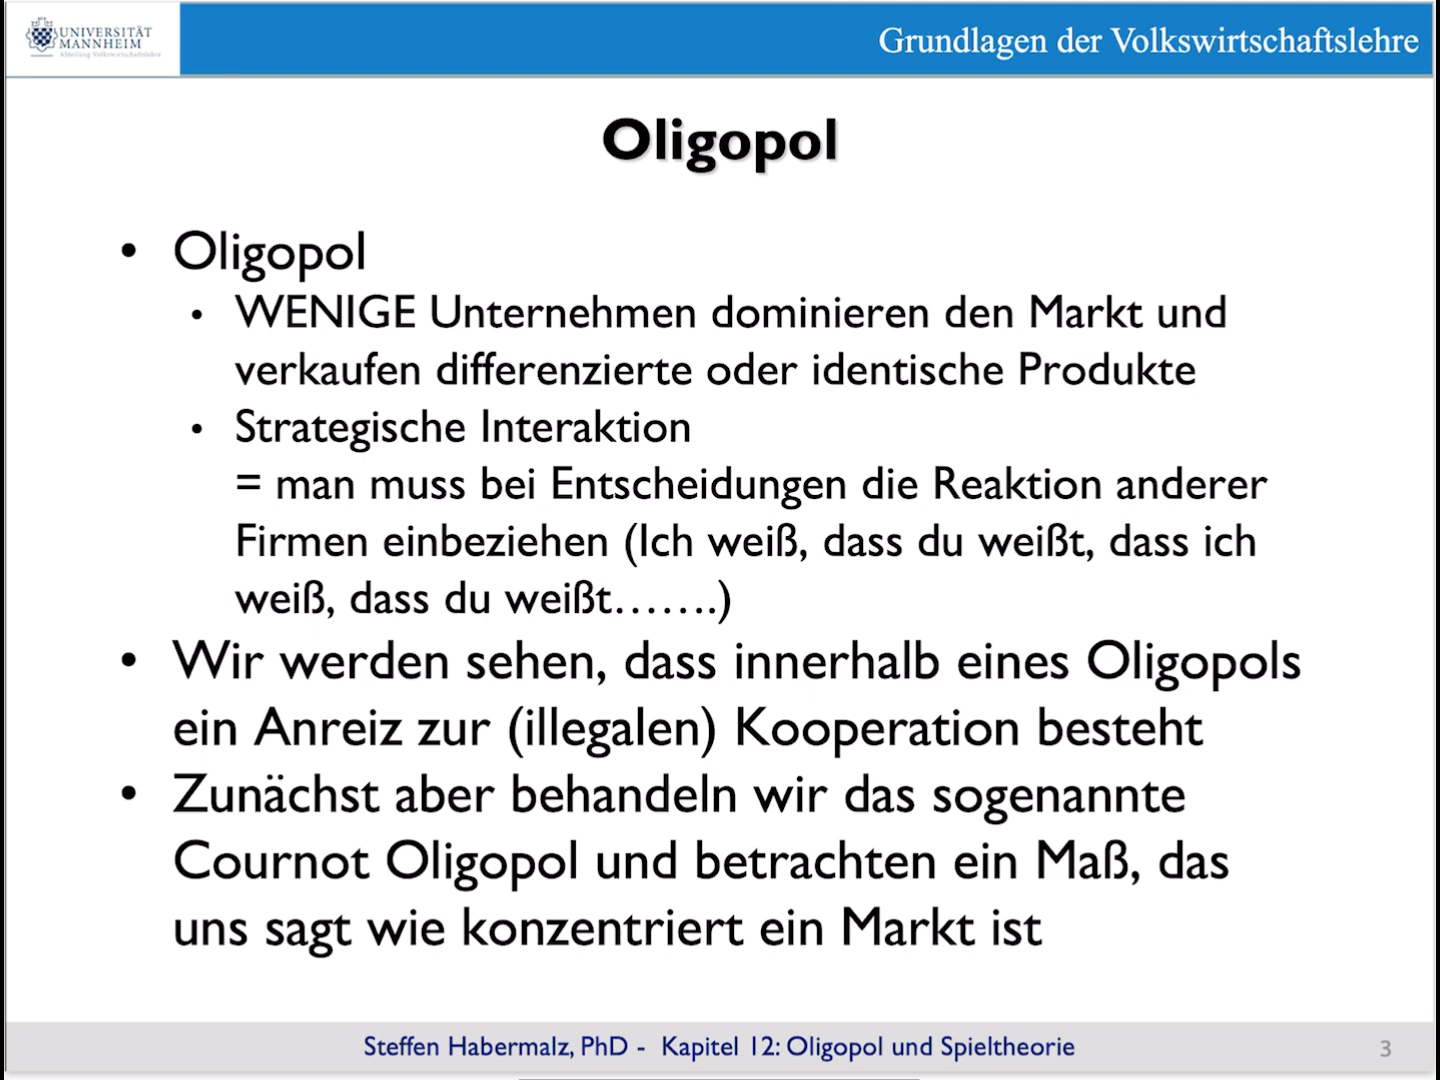 UNIVERSITÄT
MANNHEIM
Abteilung Volkswirtschaftslehre
Grundlagen der Volkswirtschaftslehre
Oligopol
• Oligopol
• WENIGE Unternehmen dominieren den Markt und
verkaufen differenzierte oder identische Produkte
• Strategische Interaktion
= man muss bei Entscheidungen die Reaktion anderer
Firmen einbeziehen (Ich weiß, dass du weißt, dass ich
weiß, dass du weißt…….)
• Wir werden sehen, dass innerhalb eines Oligopols
ein Anreiz zur (illegalen) Kooperation besteht
• Zunächst aber behandeln wir das sogenannte
Cournot Oligopol und betrachten ein Maß, das
uns sagt wie konzentriert ein Markt ist
Steffen Habermalz, PhD - Kapitel 12: Oligopol und Spieltheorie
3